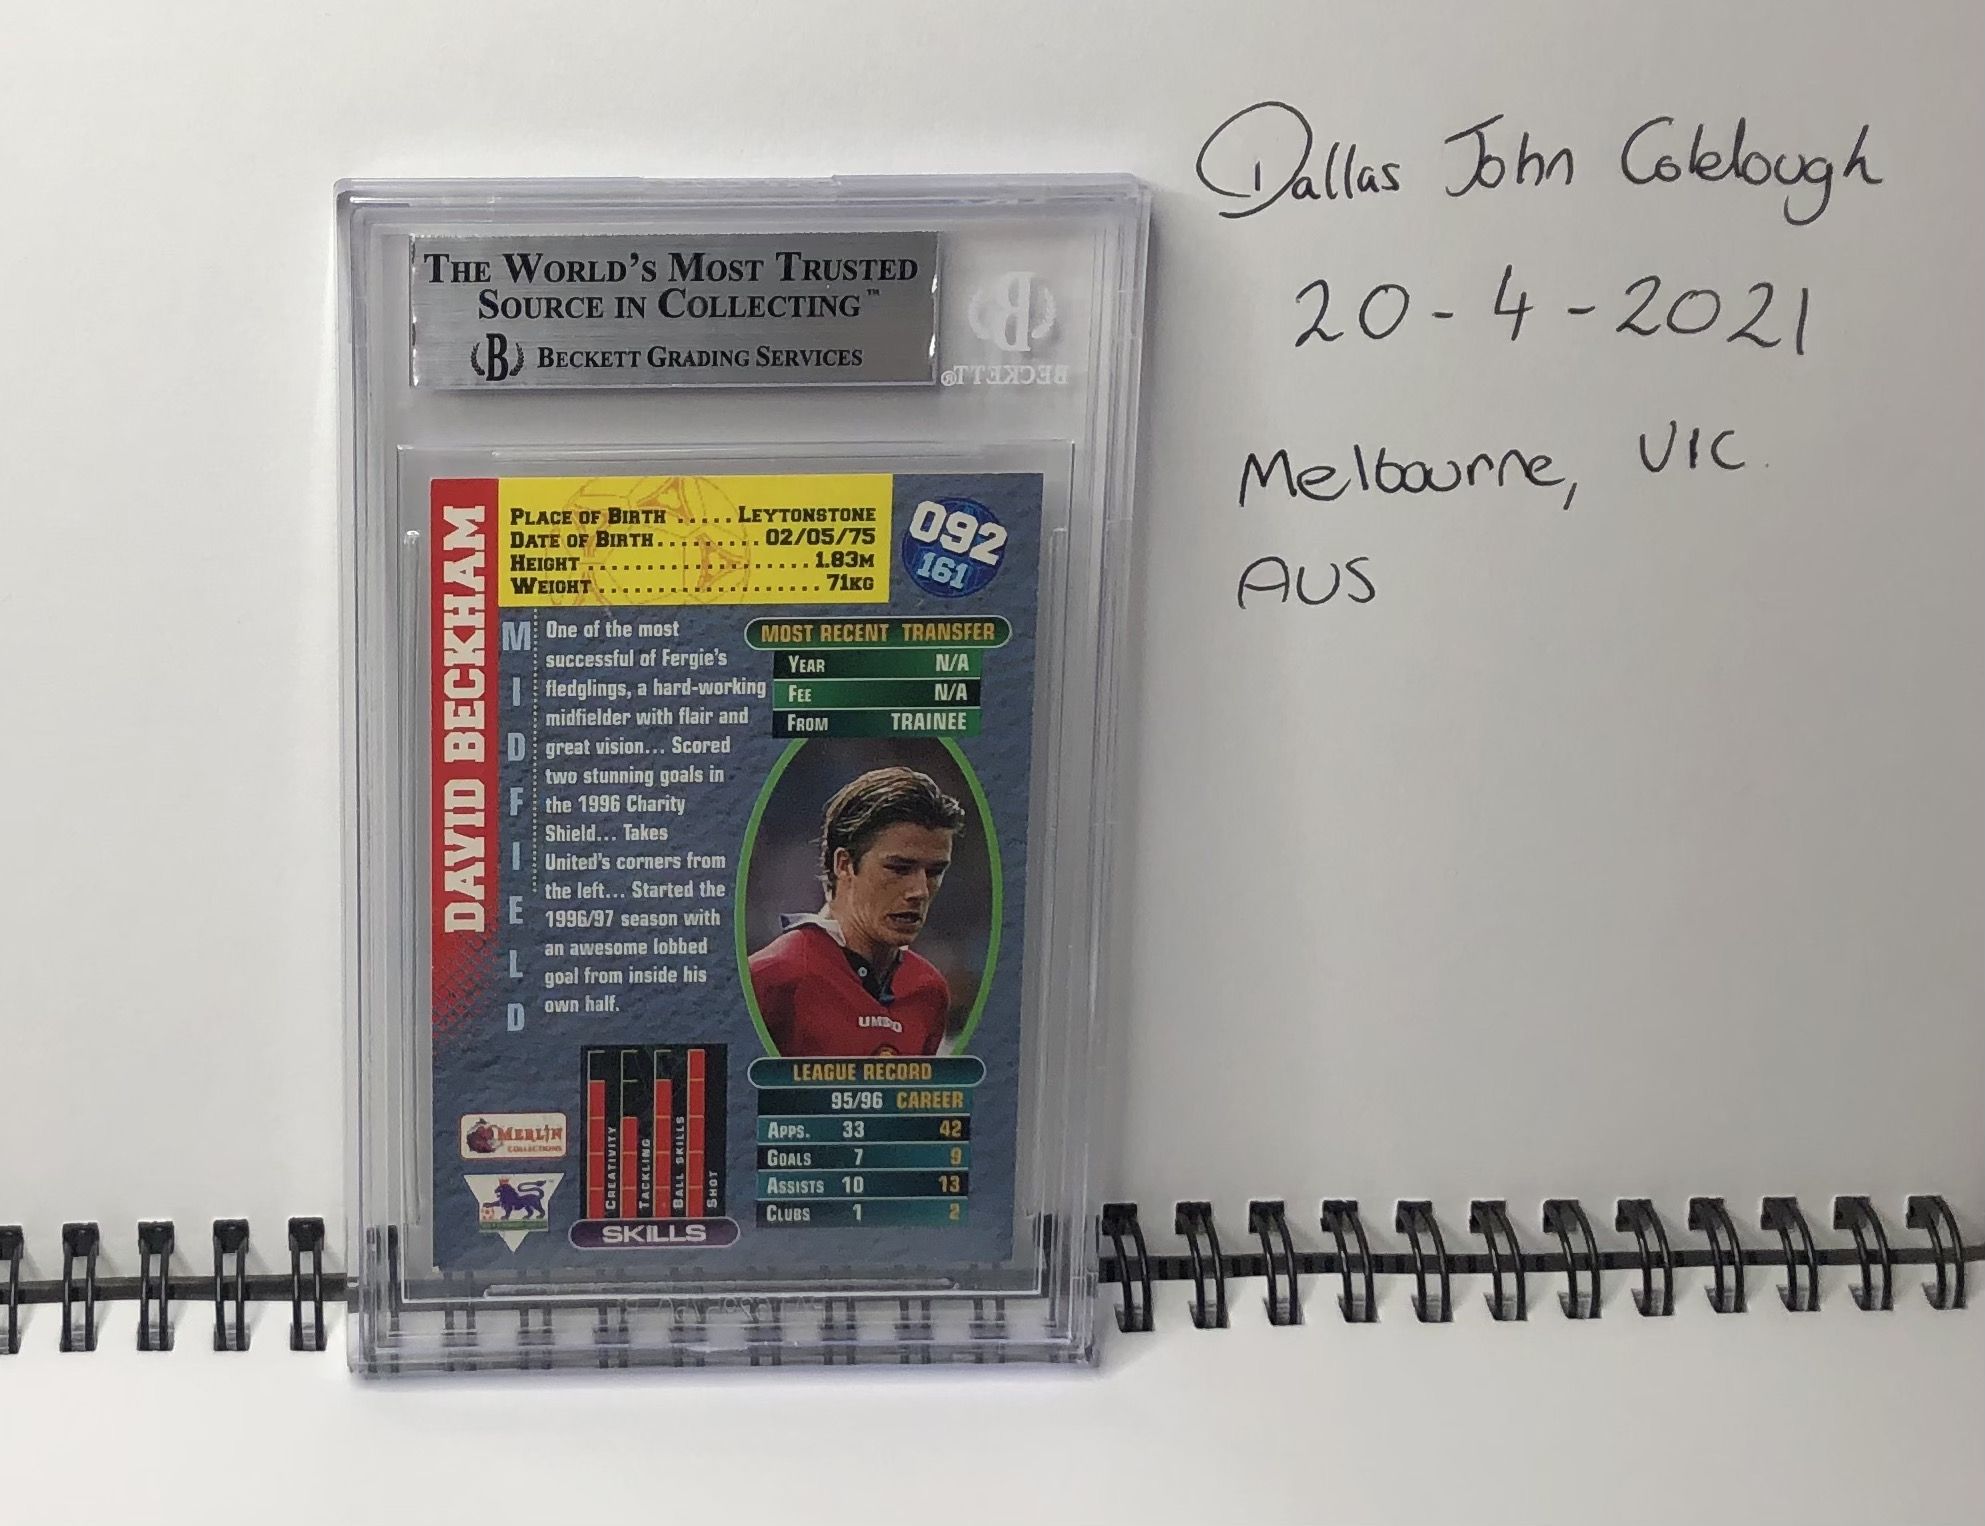 Dallas John Colclough
20-4-2021
Melbourne, VIC.
AUS
THE WORLD'S MOST TRUSTED
SOURCE IN COLLECTING™
B BECKETT GRADING SERVICES
B
BECKETT®
DAVID BECKHAM
PLACE OF BIRTH ..... LEYTONSTONE
DATE OF BIRTH ......... 02/05/75
HEIGHT .................... 1.83M
WEIGHT .................... 71KG
092
161
MIDFIELD
One of the most
successful of Fergie's
fledglings, a hard-working
midfielder with flair and
great vision... Scored
two stunning goals in
the 1996 Charity
Shield... Takes
United's corners from
the left... Started the
1996/97 season with
an awesome lobbed
goal from inside his
own half.
MOST RECENT TRANSFER
YEAR N/A
FEE N/A
FROM TRAINEE
UMBRO
LEAGUE RECORD
95/96 CAREER
APPS. 33 42
GOALS 7 9
ASSISTS 10 13
CLUBS 1 2
MERLIN
COLLECTIONS
CREATIVITY
TACKLING
BALL SKILLS
SHOT
SKILLS